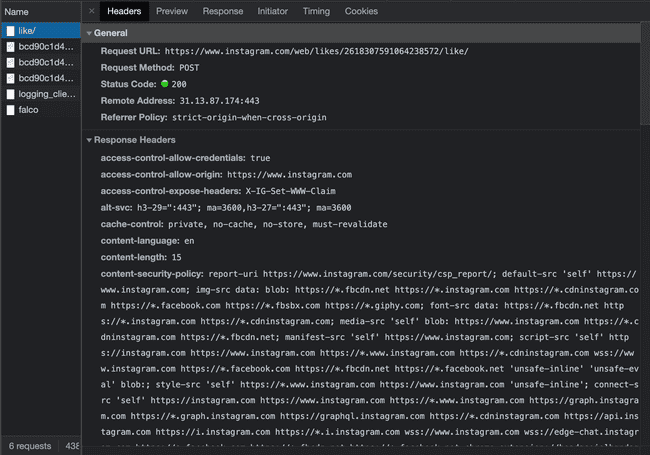 Name
× Headers Preview Response Initiator Timing Cookies
like/
bcd90c1d4...
bcd90c1d4...
bcd90c1d4...
logging_clie...
falco
General
Request URL: https://www.instagram.com/web/likes/2618307591064238572/like/
Request Method: POST
Status Code: 200
Remote Address: 31.13.87.174:443
Referrer Policy: strict-origin-when-cross-origin
Response Headers
access-control-allow-credentials: true
access-control-allow-origin: https://www.instagram.com
access-control-expose-headers: X-IG-Set-WWW-Claim
alt-svc: h3-29=":443"; ma=3600,h3-27=":443"; ma=3600
cache-control: private, no-cache, no-store, must-revalidate
content-language: en
content-length: 15
content-security-policy: report-uri https://www.instagram.com/security/csp_report/; default-src 'self' https://
www.instagram.com; img-src data: blob: https://*.fbcdn.net https://*.instagram.com https://*.cdninstagram.co
m https://*.facebook.com https://*.fbsbx.com https://*.giphy.com; font-src data: https://*.fbcdn.net http
s://*.instagram.com https://*.cdninstagram.com; media-src 'self' blob: https://www.instagram.com https://*.c
dninstagram.com https://*.fbcdn.net; manifest-src 'self' https://www.instagram.com; script-src 'self' http
s://instagram.com https://www.instagram.com https://*.www.instagram.com https://*.cdninstagram.com wss://ww
w.instagram.com https://*.facebook.com https://*.fbcdn.net https://*.facebook.net 'unsafe-inline' 'unsafe-ev
al' blob:; style-src 'self' https://*.www.instagram.com https://www.instagram.com 'unsafe-inline'; connect-s
rc 'self' https://instagram.com https://www.instagram.com https://*.www.instagram.com https://graph.instagra
m.com https://*.graph.instagram.com https://graphql.instagram.com https://*.cdninstagram.com https://api.ins
tagram.com https://i.instagram.com https://*.i.instagram.com wss://www.instagram.com wss://edge-chat.instagr
6 requests 438